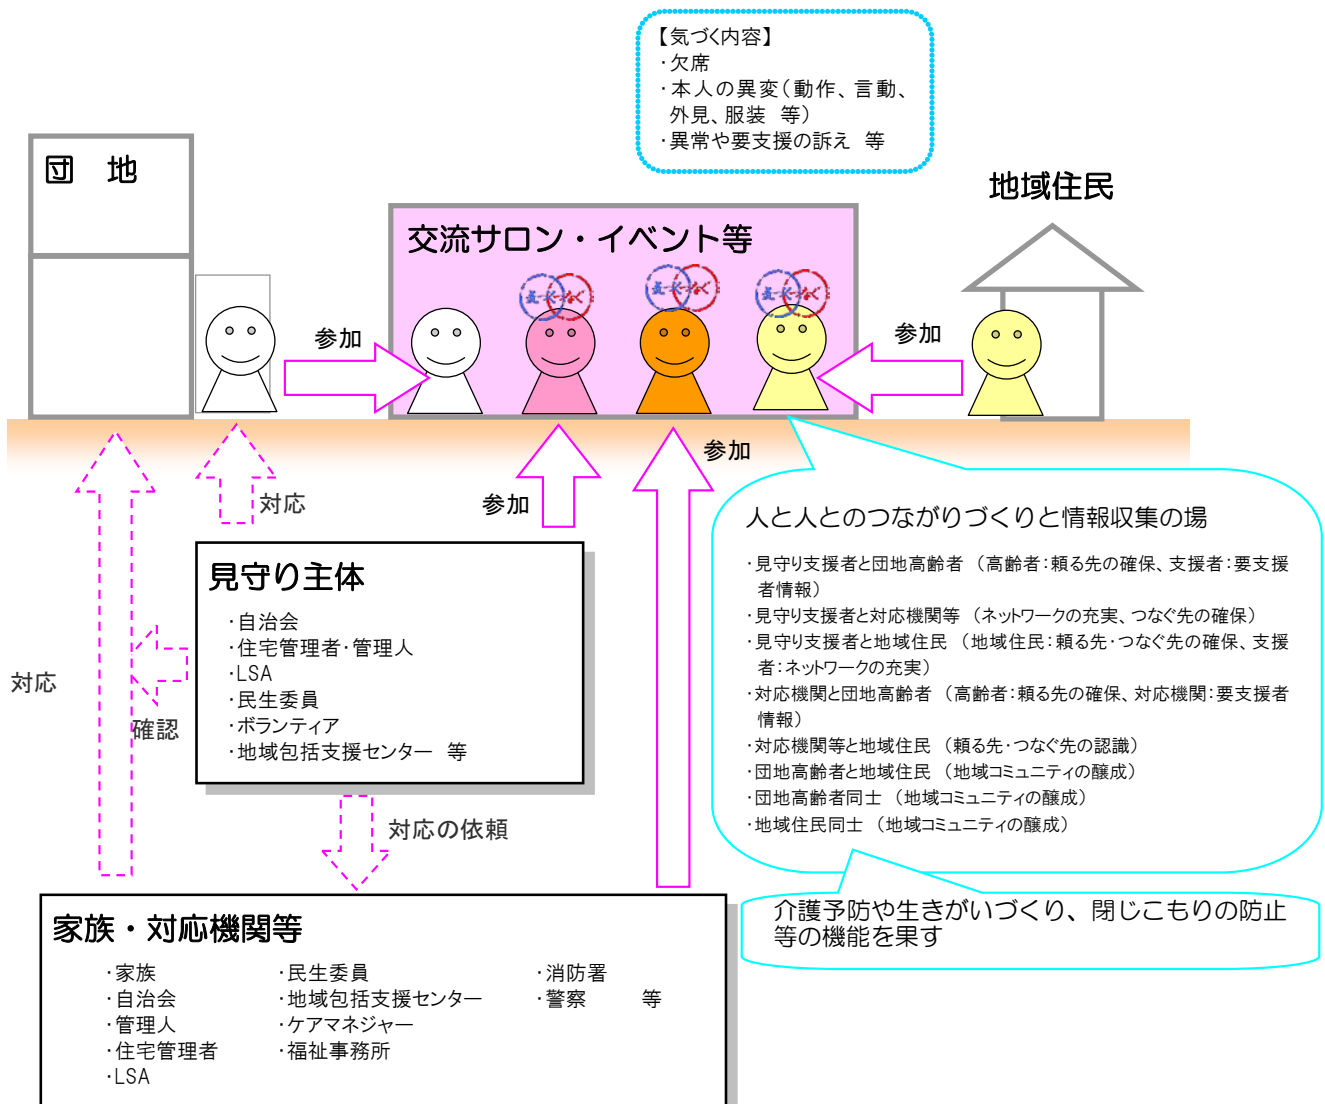 【気づく内容】
・欠席
・本人の異変（動作、言動、
外見、服装　等）
・異常や要支援の訴え　等
団　地
地域住民
交流サロン・イベント等
参加
参加
対応
参加
参加
見守り主体
・自治会
・住宅管理者・管理人
・LSA
・民生委員
・ボランティア
・地域包括支援センター　等
対応
確認
対応の依頼
人と人とのつながりづくりと情報収集の場
・見守り支援者と団地高齢者　（高齢者：頼る先の確保、支援者：要支援
者情報）
・見守り支援者と対応機関等　（ネットワークの充実、つなぐ先の確保）
・見守り支援者と地域住民　（地域住民：頼る先・つなぐ先の確保、支援
者：ネットワークの充実）
・対応機関と団地高齢者　（高齢者：頼る先の確保、対応機関：要支援者
情報）
・対応機関等と地域住民　（頼る先・つなぐ先の認識）
・団地高齢者と地域住民　（地域コミュニティの醸成）
・団地高齢者同士　（地域コミュニティの醸成）
・地域住民同士　（地域コミュニティの醸成）
介護予防や生きがいづくり、閉じこもりの防止
等の機能を果す
家族・対応機関等
・家族　・民生委員　・消防署
・自治会　・地域包括支援センター　・警察　等
・管理人　・ケアマネジャー
・住宅管理者　・福祉事務所
・LSA